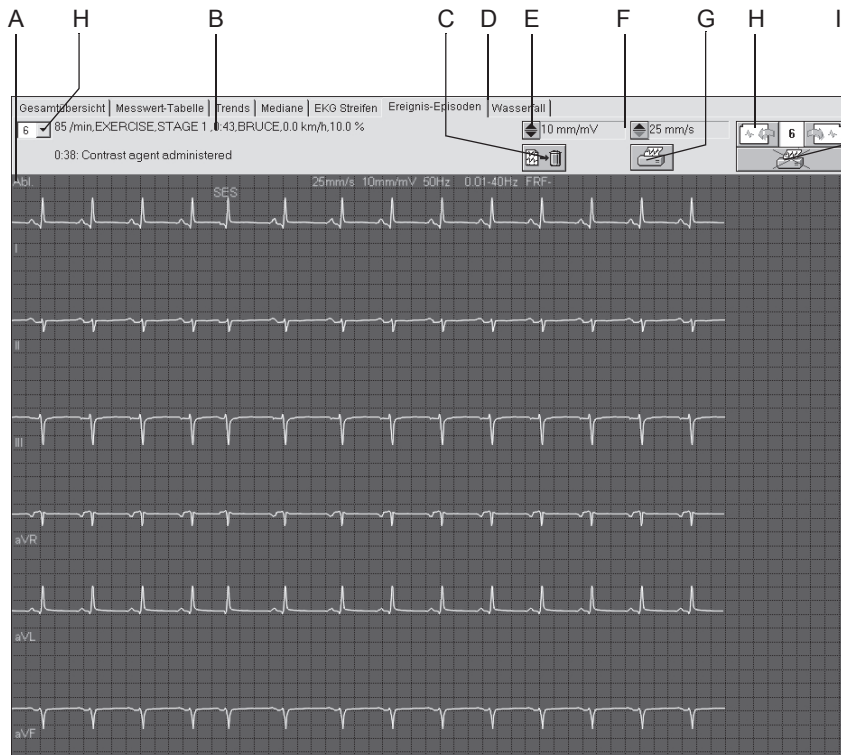 A H B C D E F G H I
Gesamtübersicht Messwert-Tabelle Trends Mediane EKG Streifen Ereignis-Episoden Wasserfall
6 85 /min,EXERCISE,STAGE 1 ,0:43,BRUCE,0.0 km/h,10.0 % 10 mm/mV 25 mm/s 6
0:38: Contrast agent administered
Abl. SES 25mm/s 10mm/mV 50Hz 0.01-40Hz FRF-
I
II
III
aVR
aVL
aVF